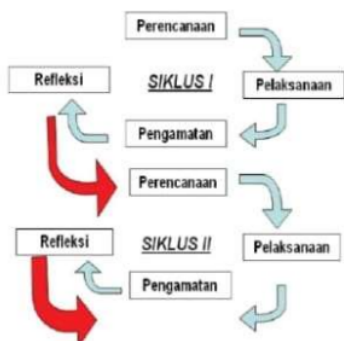 Perencanaan
Refleksi
SIKLUS I
Pelaksanaan
Pengamatan
Perencanaan
Refleksi
SIKLUS II
Pelaksanaan
Pengamatan